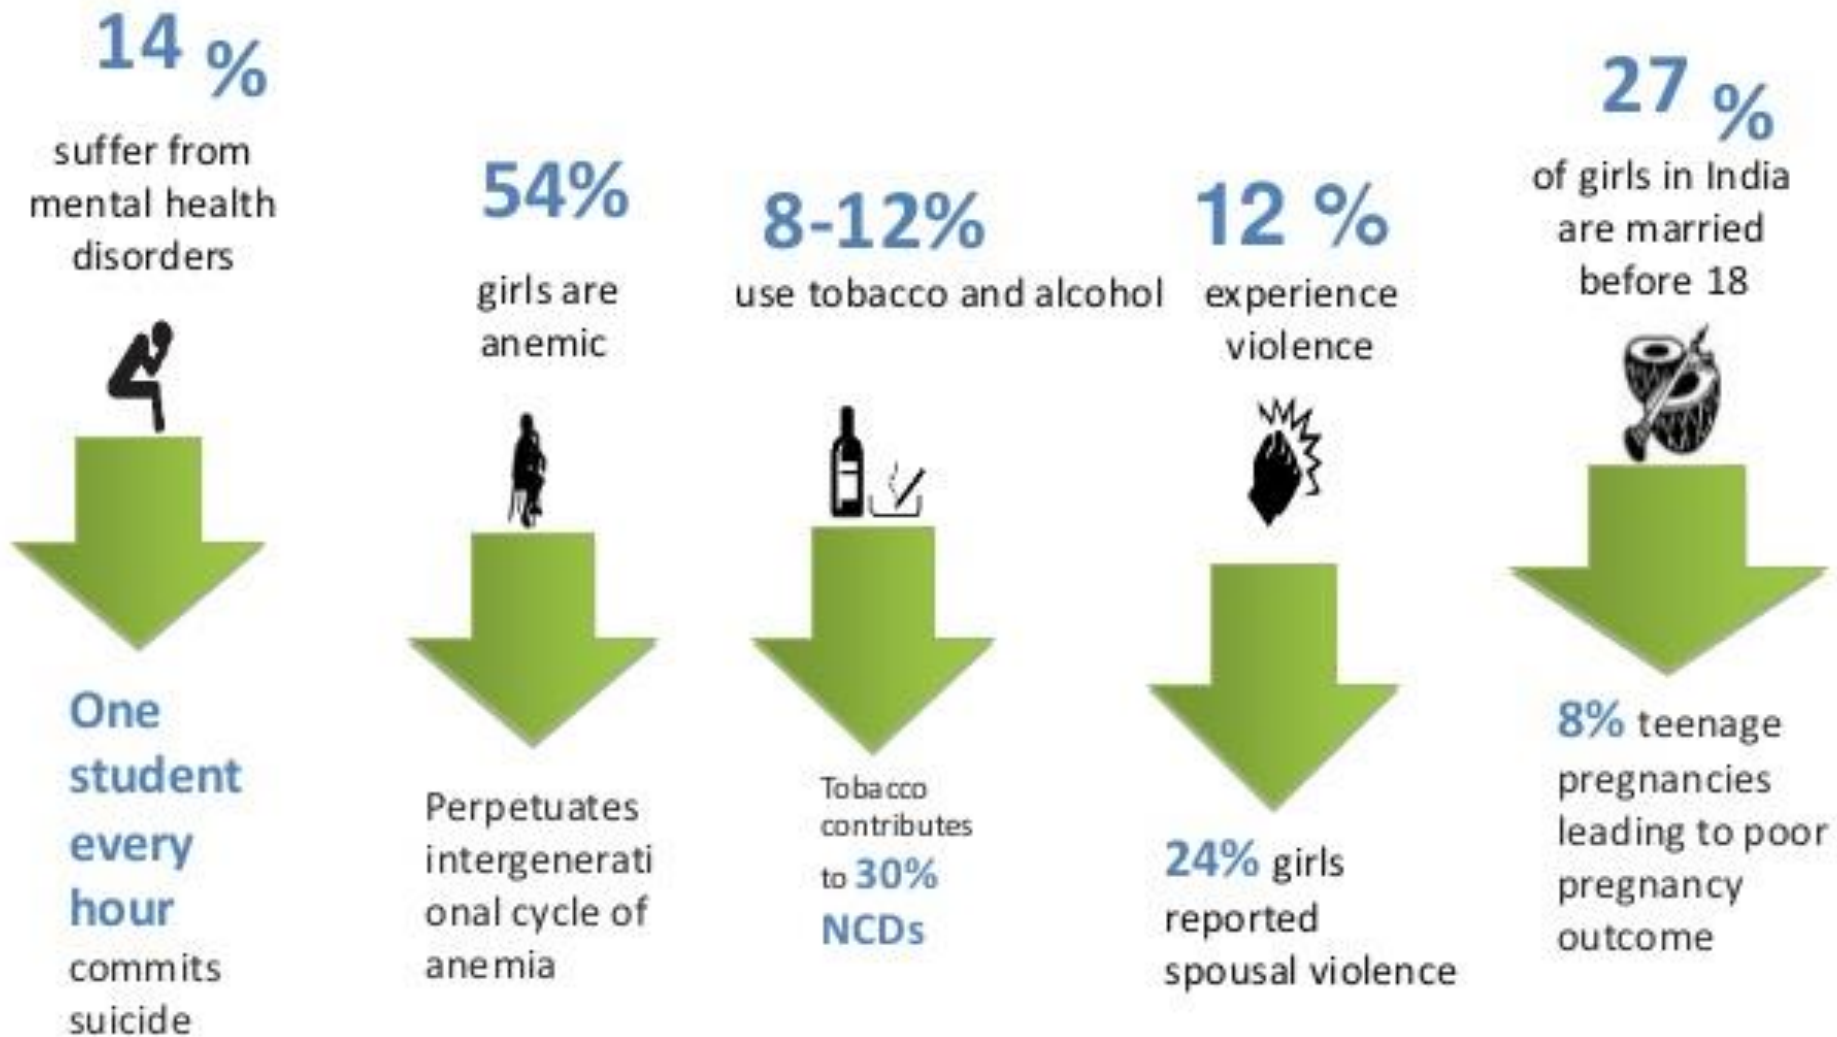 14 %
suffer from
mental health
disorders
One
student
every
hour
commits
suicide
54%
girls are
anemic
Perpetuates
intergenerati
onal cycle of
anemia
8-12%
use tobacco and alcohol
Tobacco
contributes
to 30%
NCDs
12 %
experience
violence
24% girls
reported
spousal violence
27 %
of girls in India
are married
before 18
8% teenage
pregnancies
leading to poor
pregnancy
outcome